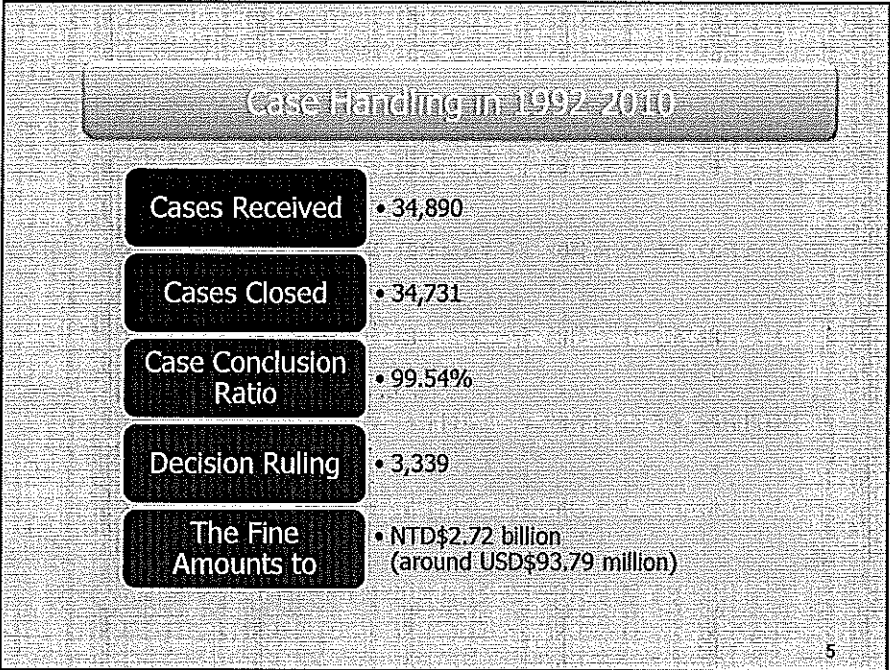 Case Handling in 1992-2010
Cases Received
• 34,890
Cases Closed
• 34,731
Case Conclusion
Ratio
• 99.54%
Decision Ruling
• 3,339
The Fine
Amounts to
• NTD$2.72 billion
(around USD$93.79 million)
5